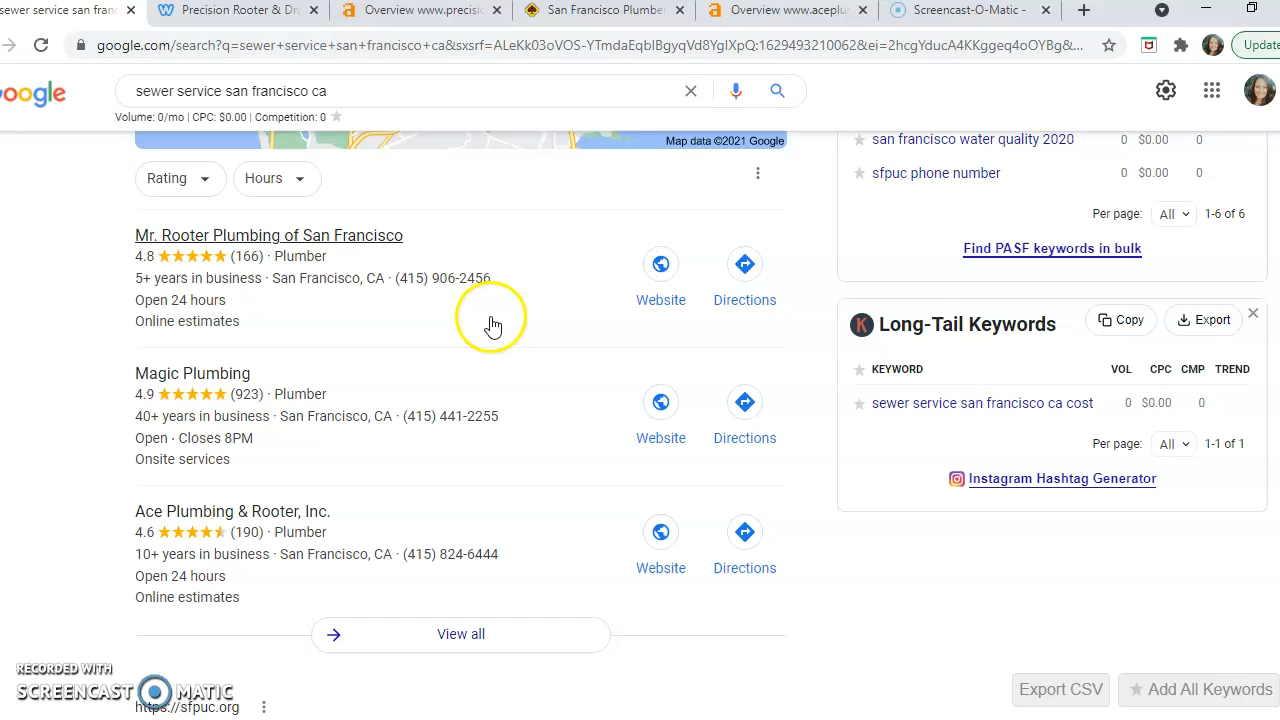 sewer service san fran
Precision Rooter & Dr
Overview www.precisi
San Francisco Plumbe
Overview www.aceplu
Screencast-O-Matic -
google.com/search?q=sewer+service+san+francisco+ca&sxsrf=ALeKk03oVOS-YTmdaEqblBgyqVd8YglXpQ:1629493210062&ei=2hcgYducA4KKggeq4oOYBg&...
Update
oogle
sewer service san francisco ca
Volume: 0/mo | CPC: $0.00 | Competition: 0
Map data ©2021 Google
Rating
Hours
Mr. Rooter Plumbing of San Francisco
4.8 (166) · Plumber
5+ years in business · San Francisco, CA · (415) 906-2456
Open 24 hours
Online estimates
Website
Directions
Magic Plumbing
4.9 (923) · Plumber
40+ years in business · San Francisco, CA · (415) 441-2255
Open · Closes 8PM
Onsite services
Website
Directions
Ace Plumbing & Rooter, Inc.
4.6 (190) · Plumber
10+ years in business · San Francisco, CA · (415) 824-6444
Open 24 hours
Online estimates
Website
Directions
View all
https://sfpuc.org
RECORDED WITH
SCREENCAST MATIC
san francisco water quality 2020 0 $0.00 0
sfpuc phone number 0 $0.00 0
Per page: All 1-6 of 6
Find PASF keywords in bulk
K Long-Tail Keywords Copy Export
KEYWORD VOL CPC CMP TREND
sewer service san francisco ca cost 0 $0.00 0
Per page: All 1-1 of 1
Instagram Hashtag Generator
Export CSV
Add All Keywords